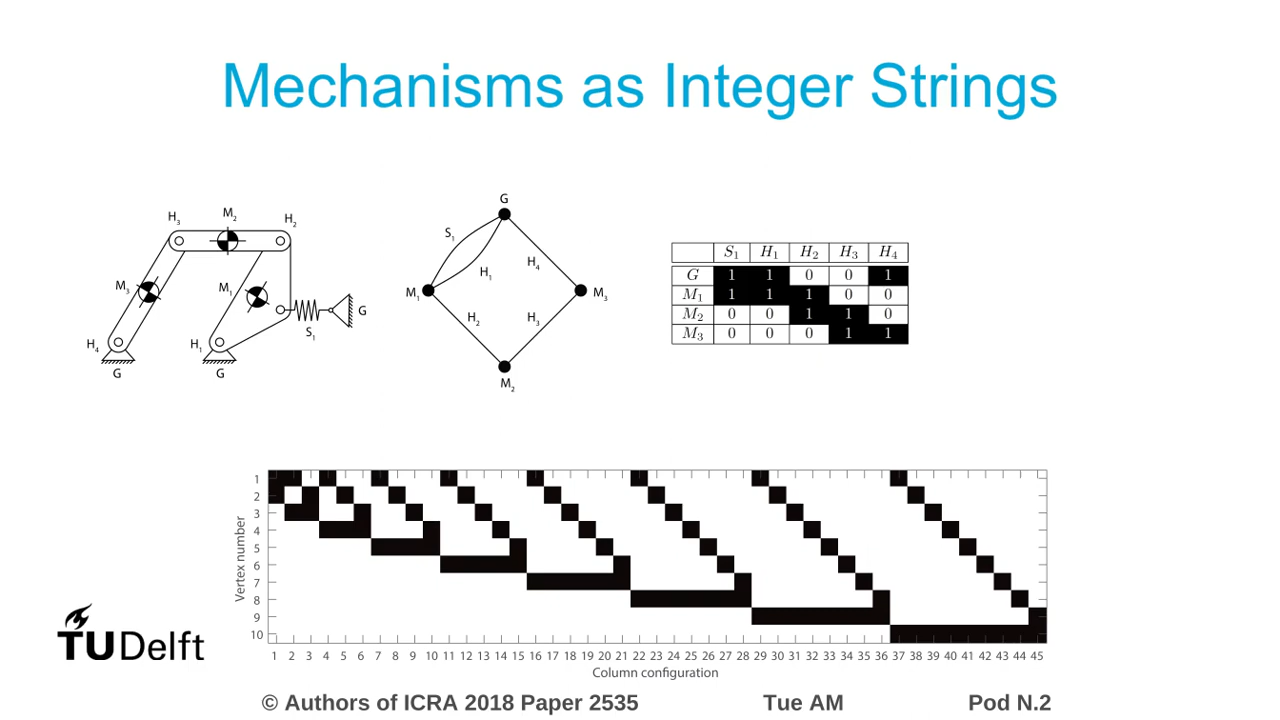 Mechanisms as Integer Strings
H3 M2 H2
M3 M1
G
S1
H4 H1
G G
G
S1
H4
H1
M1 M3
H2 H3
M2
S1 H1 H2 H3 H4
G 1 1 0 0 1
M1 1 1 1 0 0
M2 0 0 1 1 0
M3 0 0 0 1 1
Vertex number
1
2
3
4
5
6
7
8
9
10
1 2 3 4 5 6 7 8 9 10 11 12 13 14 15 16 17 18 19 20 21 22 23 24 25 26 27 28 29 30 31 32 33 34 35 36 37 38 39 40 41 42 43 44 45
Column configuration
TUDelft
© Authors of ICRA 2018 Paper 2535 Tue AM Pod N.2